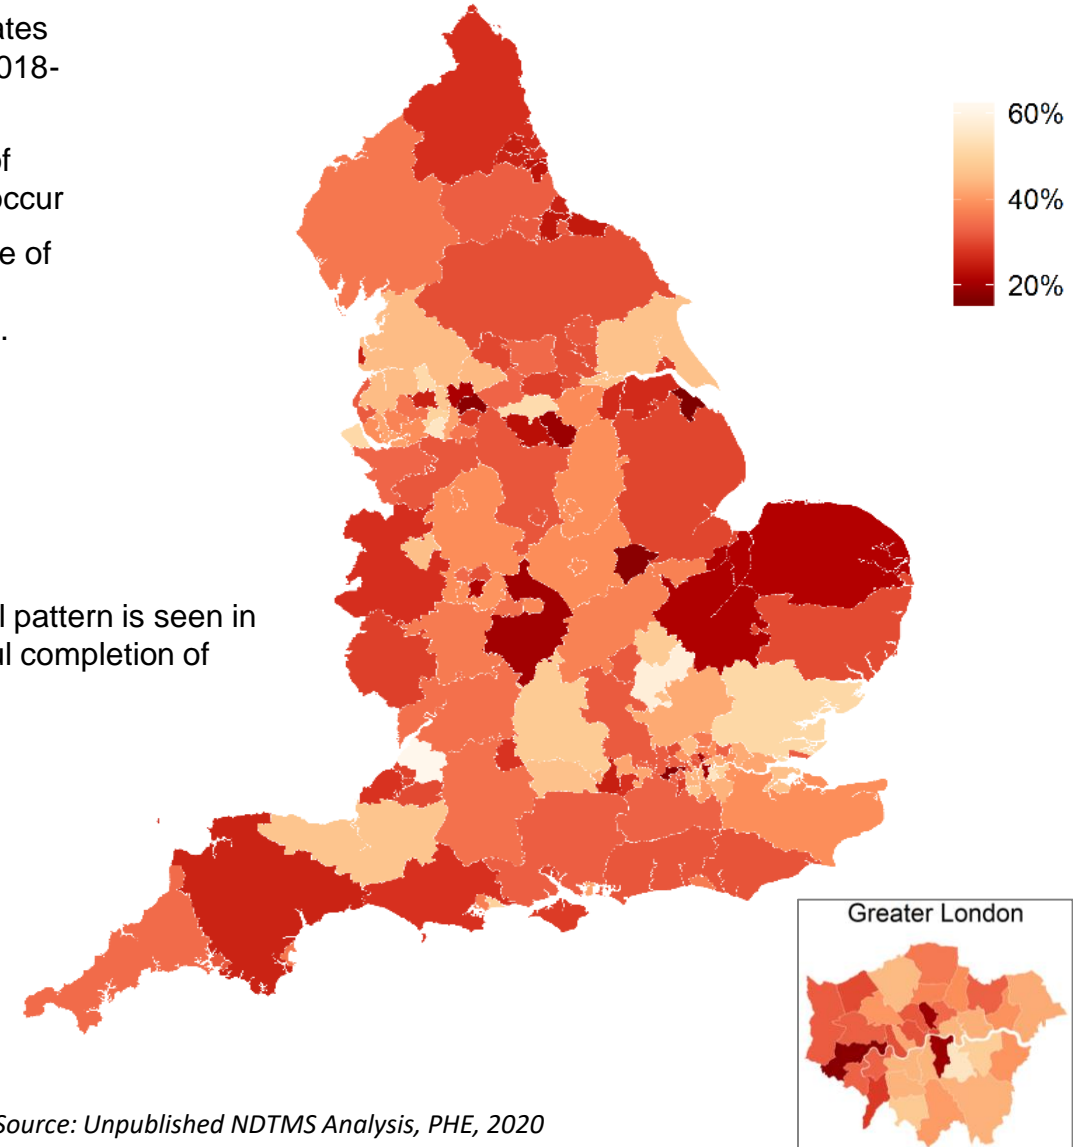 ates
018-
of
occur
e of
.
l pattern is seen in
ul completion of
60%
40%
20%
Greater London
Source: Unpublished NDTMS Analysis, PHE, 2020